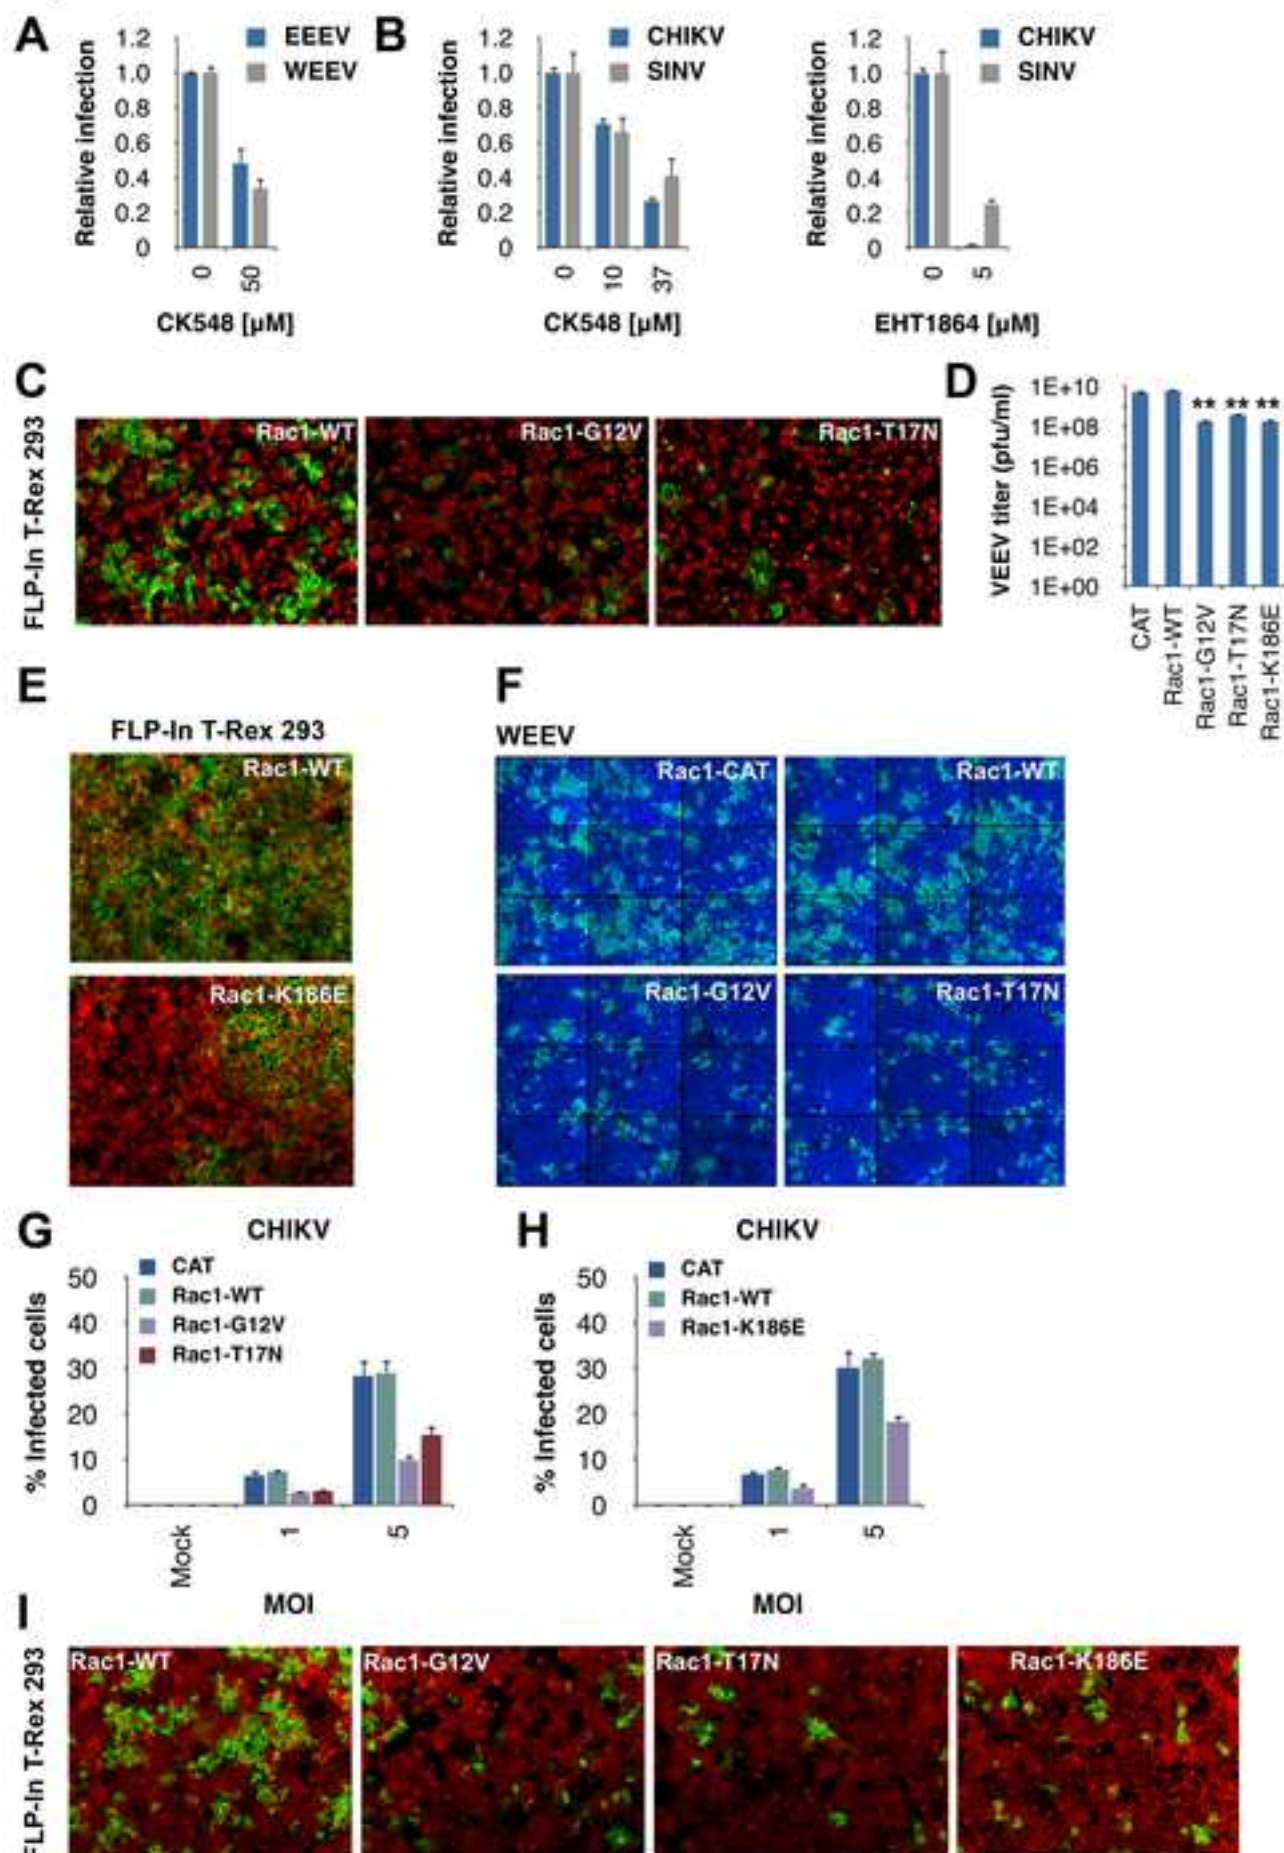 A
Relative infection
1.2
1.0
0.8
0.6
0.4
0.2
0
EEEV
WEEV
0
50
CK548 [µM]
B
Relative infection
1.2
1.0
0.8
0.6
0.4
0.2
0
CHIKV
SINV
0
10
37
CK548 [µM]
Relative infection
1.2
1.0
0.8
0.6
0.4
0.2
0
CHIKV
SINV
0
5
EHT1864 [µM]
C
FLP-In T-Rex 293
Rac1-WT
Rac1-G12V
Rac1-T17N
D
VEEV titer (pfu/ml)
1E+10
1E+08
1E+06
1E+04
1E+02
1E+00
** ** **
CAT
Rac1-WT
Rac1-G12V
Rac1-T17N
Rac1-K186E
E
FLP-In T-Rex 293
Rac1-WT
Rac1-K186E
F
WEEV
Rac1-CAT
Rac1-WT
Rac1-G12V
Rac1-T17N
G
CHIKV
% Infected cells
50
40
30
20
10
0
CAT
Rac1-WT
Rac1-G12V
Rac1-T17N
Mock
1
5
MOI
H
CHIKV
% Infected cells
50
40
30
20
10
0
CAT
Rac1-WT
Rac1-K186E
Mock
1
5
MOI
I
FLP-In T-Rex 293
Rac1-WT
Rac1-G12V
Rac1-T17N
Rac1-K186E